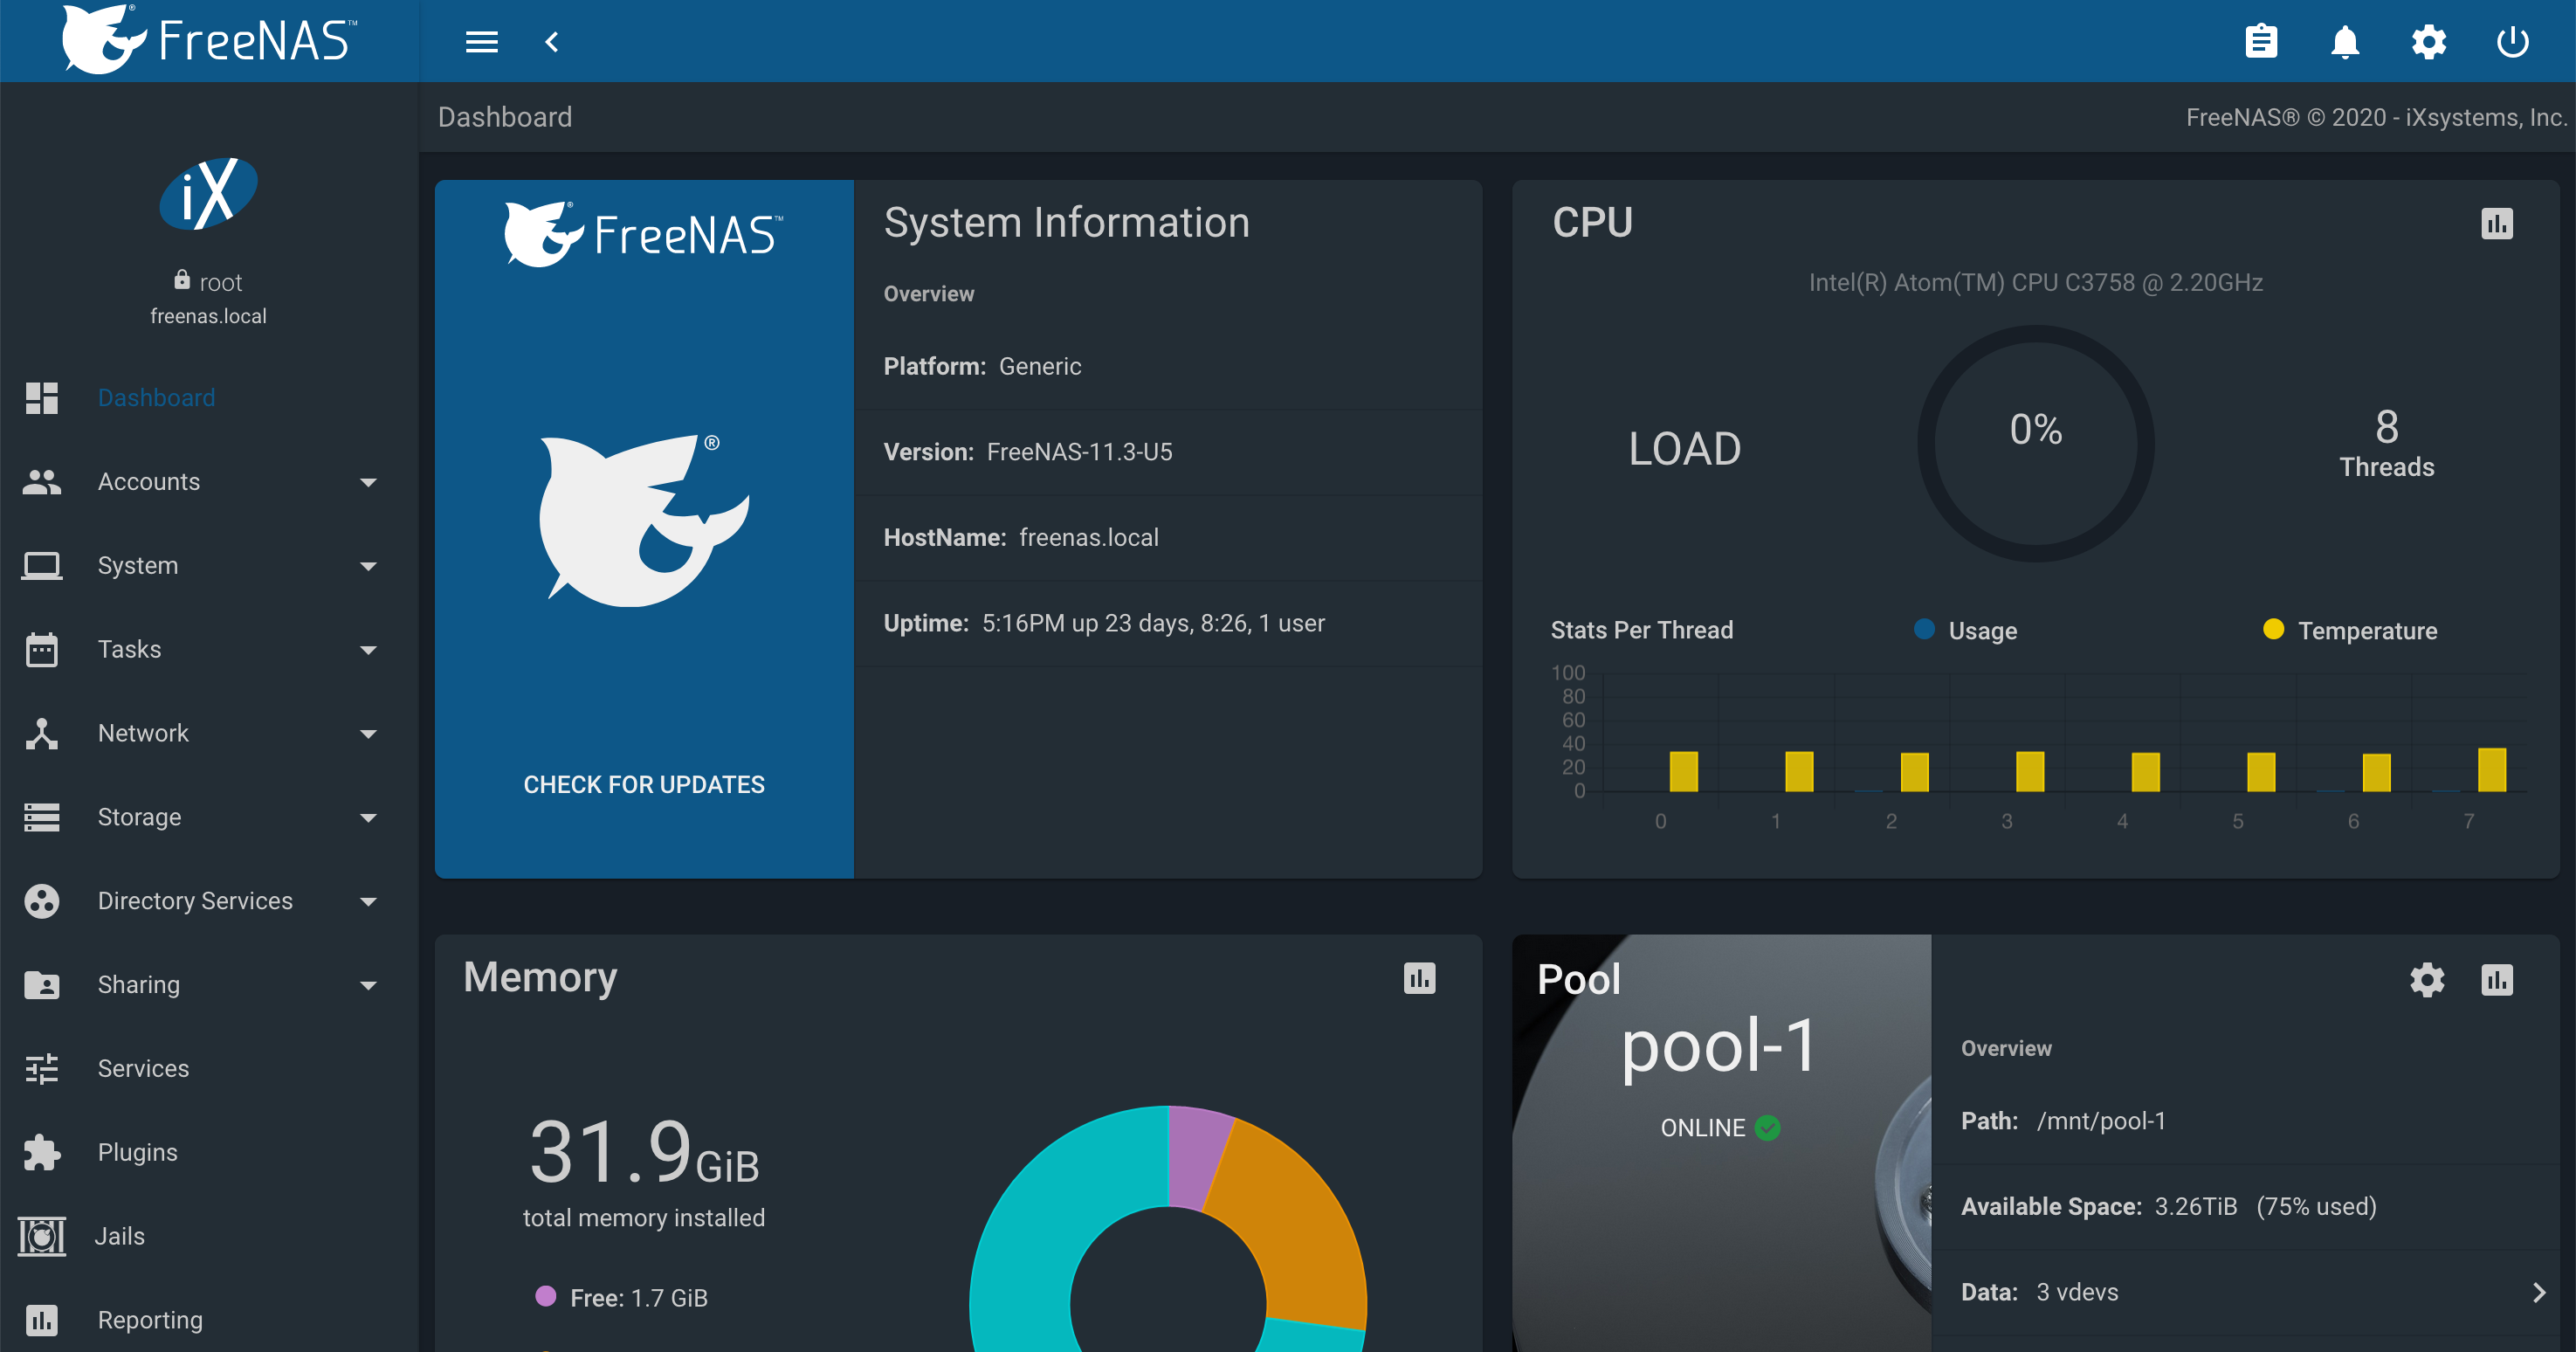 FreeNAS®™
Dashboard
FreeNAS® © 2020 - iXsystems, Inc.
iX
root
freenas.local
Dashboard
Accounts
System
Tasks
Network
Storage
Directory Services
Sharing
Services
Plugins
Jails
Reporting
FreeNAS®™
®
CHECK FOR UPDATES
System Information
Overview
Platform: Generic
Version: FreeNAS-11.3-U5
HostName: freenas.local
Uptime: 5:16PM up 23 days, 8:26, 1 user
CPU
Intel(R) Atom(TM) CPU C3758 @ 2.20GHz
LOAD
0%
8
Threads
Stats Per Thread
Usage
Temperature
100
80
60
40
20
0
0 1 2 3 4 5 6 7
Memory
31.9GiB
total memory installed
Free: 1.7 GiB
Pool
pool-1
ONLINE
Overview
Path: /mnt/pool-1
Available Space: 3.26TiB (75% used)
Data: 3 vdevs